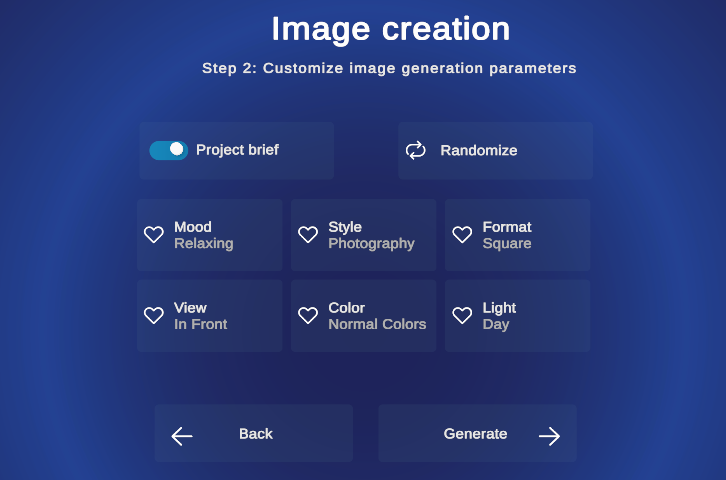 Image creation
Step 2: Customize image generation parameters
Project brief
Randomize
Mood
Relaxing
Style
Photography
Format
Square
View
In Front
Color
Normal Colors
Light
Day
Back
Generate